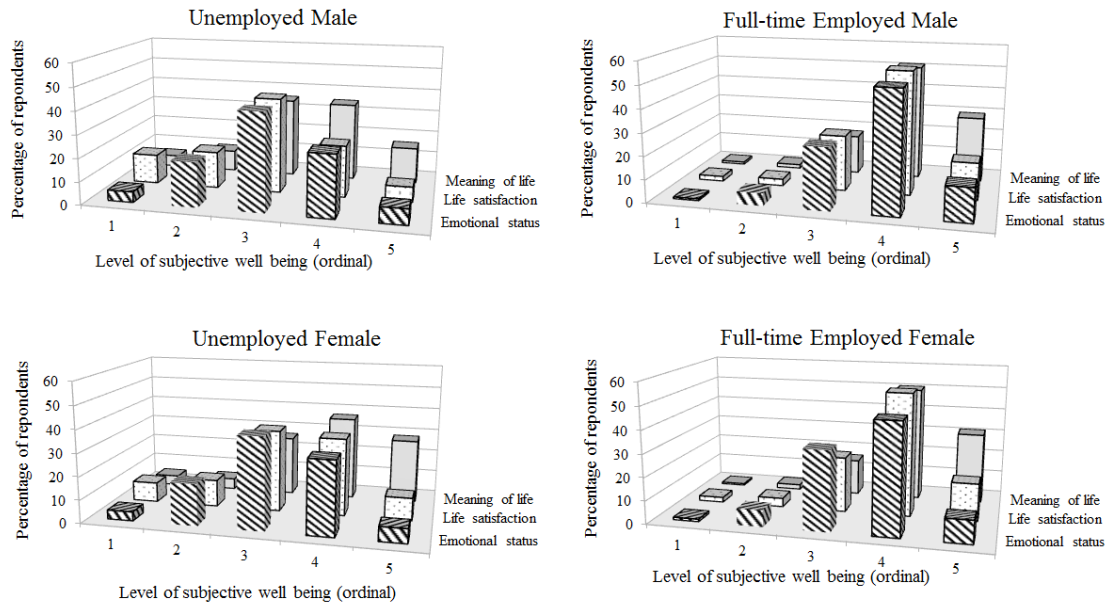 Unemployed Male
Percentage of repondents
60
50
40
30
20
10
0
1
2
3
4
5
Meaning of life
Life satisfaction
Emotional status
Level of subjective well being (ordinal)
Full-time Employed Male
Percentage of repondents
60
50
40
30
20
10
0
1
2
3
4
5
Meaning of life
Life satisfaction
Emotional status
Level of subjective well being (ordinal)
Unemployed Female
Percentage of repondents
60
50
40
30
20
10
0
1
2
3
4
5
Meaning of life
Life satisfaction
Emotional status
Level of subjective well being (ordinal)
Full-time Employed Female
Percentage of repondents
60
50
40
30
20
10
0
1
2
3
4
5
Meaning of life
Life satisfaction
Emotional status
Level of subjective well being (ordinal)